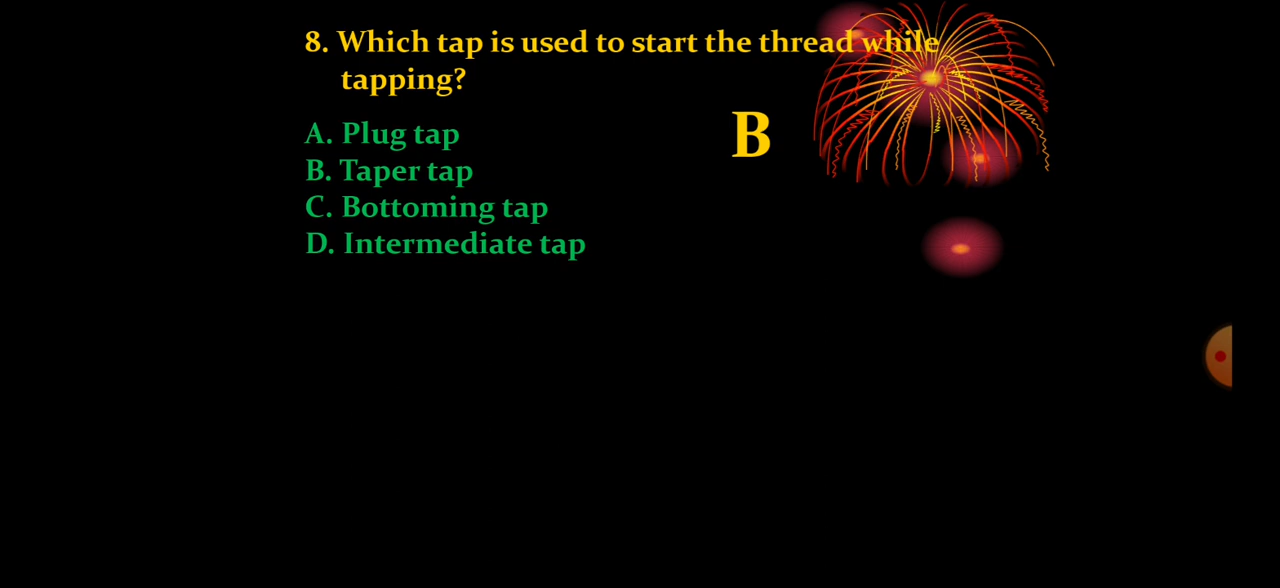 8. Which tap is used to start the thread while
tapping?
A. Plug tap
B
B. Taper tap
C. Bottoming tap
D. Intermediate tap